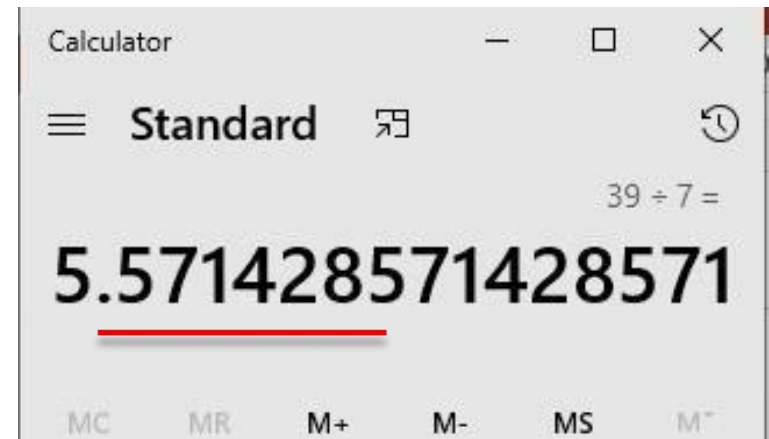 Calculator
Standard
39 ÷ 7 =
5.571428571428571
MC MR M+ M- MS M˅